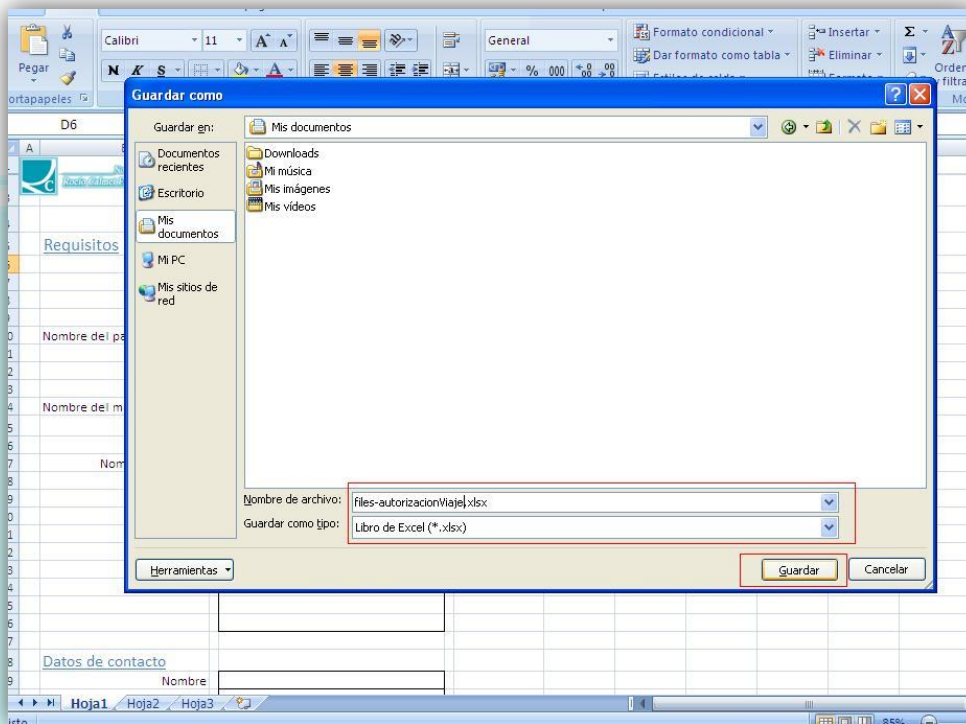 Calibri 11 General
Formato condicional Insertar Σ
Pegar N K S A % 000 Dar formato como tabla Eliminar
Orden
filtra
ortapapeles
Guardar como
D6
Guardar en: Mis documentos
Documentos recientes
Escritorio
Mis documentos
Mi PC
Mis sitios de red
Downloads
Mi música
Mis imágenes
Mis vídeos
A
Requisitos
Nombre del pa
Nombre del m
Nom
Nombre de archivo: files-autorizacionViaje.xlsx
Guardar como tipo: Libro de Excel (*.xlsx)
Herramientas Guardar Cancelar
Datos de contacto
Nombre
Hoja1 Hoja2 Hoja3
85%